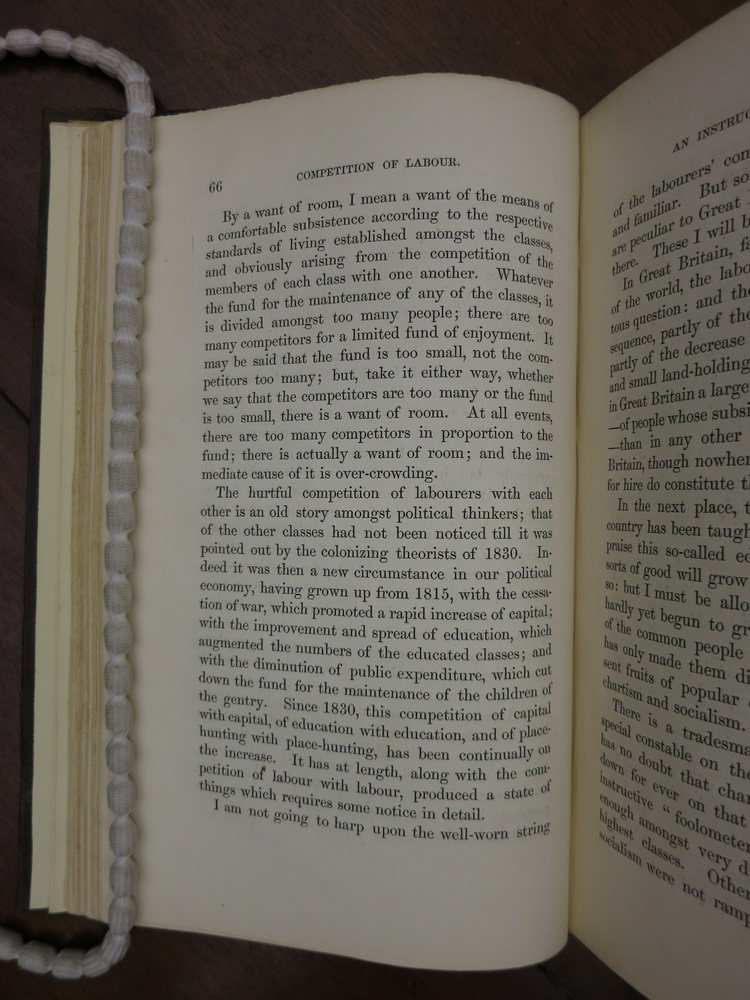 66
COMPETITION OF LABOUR.
By a want of room, I mean a want of the means of
a comfortable subsistence according to the respective
standards of living established amongst the classes,
and obviously arising from the competition of the
members of each class with one another. Whatever
the fund for the maintenance of any of the classes, it
is divided amongst too many people; there are too
many competitors for a limited fund of enjoyment. It
may be said that the fund is too small, not the com-
petitors too many; but, take it either way, whether
we say that the competitors are too many or the fund
is too small, there is a want of room. At all events,
there are too many competitors in proportion to the
fund; there is actually a want of room; and the im-
mediate cause of it is over-crowding.
The hurtful competition of labourers with each
other is an old story amongst political thinkers; that
of the other classes had not been noticed till it was
pointed out by the colonizing theorists of 1830. In-
deed it was then a new circumstance in our political
economy, having grown up from 1815, with the cessa-
tion of war, which promoted a rapid increase of capital;
with the improvement and spread of education, which
augmented the numbers of the educated classes; and
with the diminution of public expenditure, which cut
down the fund for the maintenance of the children of
the gentry. Since 1830, this competition of capital
with capital, of education with education, and of place-
hunting with place-hunting, has been continually on
the increase. It has at length, along with the com-
petition of labour with labour, produced a state of
things which requires some notice in detail.
I am not going to harp upon the well-worn string
AN INSTRUC
of the labourers' com
and familiar. But so
are peculiar to Great
there. These I will b
In Great Britain, fa
of the world, the labo
tous question: and the
sequence, partly of the
partly of the decrease
and small land-holding
in Great Britain a large
—of people whose subsi
—than in any other
Britain, though nowher
for hire do constitute t
In the next place, t
country has been taugh
praise this so-called ed
sorts of good will grow
so: but I must be allo
hardly yet begun to gr
of the common people
has only made them di
sent fruits of popular
chartism and socialism.
There is a tradesma
special constable on the
has no doubt that char
down for ever on that
instructive "foolometer
enough amongst very d
highest classes. Other
socialism were not ramp